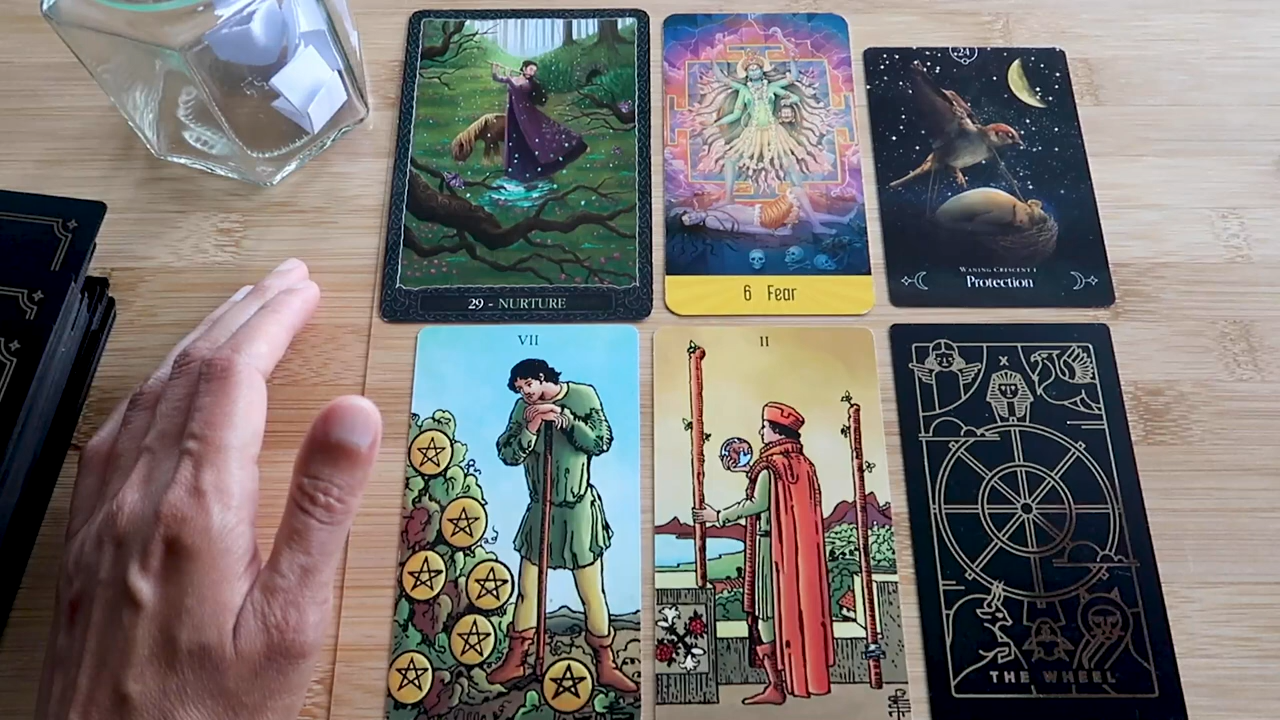 29 - NURTURE
6 Fear
24
WANING CRESCENT I
Protection
VII
II
X
THE WHEEL